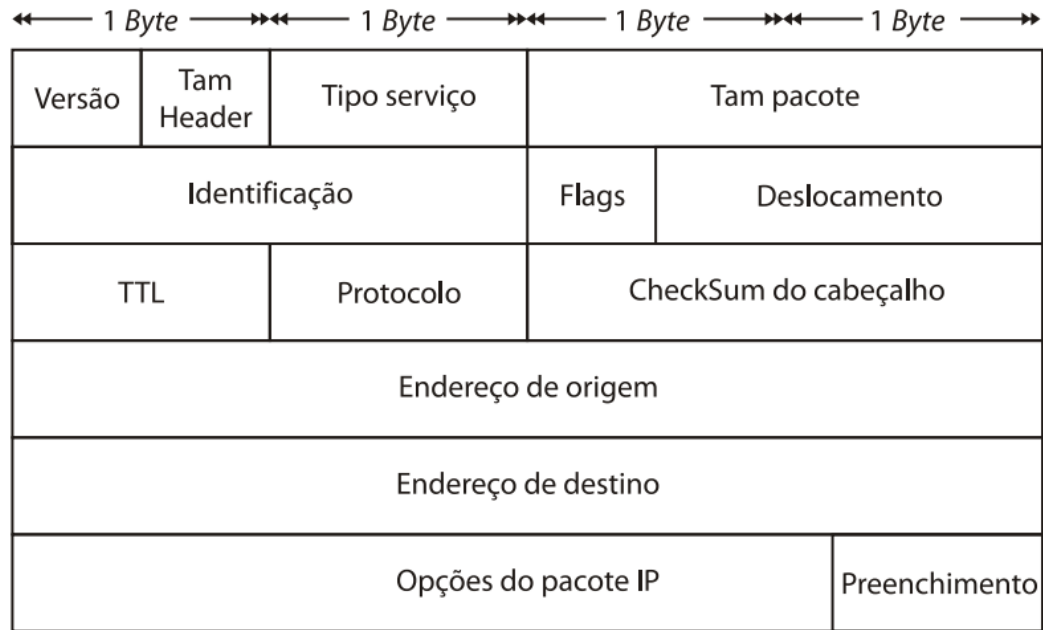 1 Byte 1 Byte 1 Byte 1 Byte
Versão Tam Header Tipo serviço Tam pacote
Identificação Flags Deslocamento
TTL Protocolo CheckSum do cabeçalho
Endereço de origem
Endereço de destino
Opções do pacote IP Preenchimento